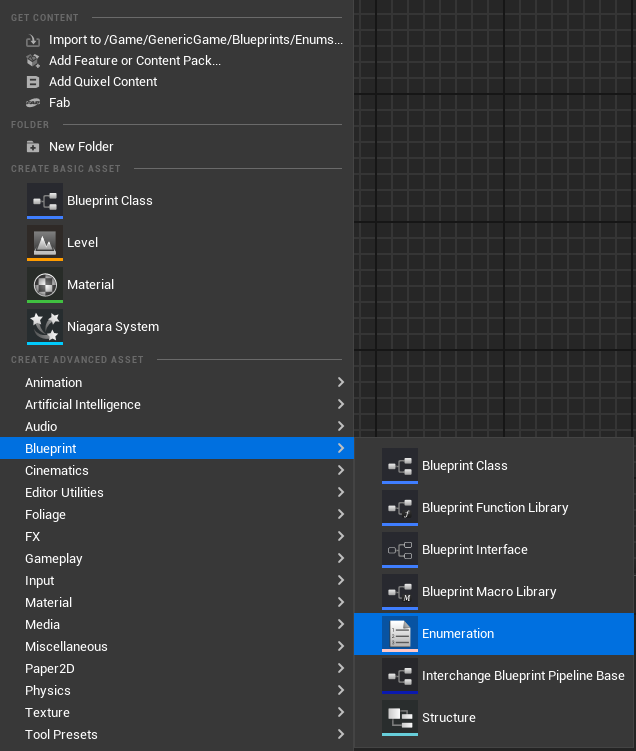 GET CONTENT
Import to /Game/GenericGame/Blueprints/Enums...
Add Feature or Content Pack...
Add Quixel Content
Fab
FOLDER
New Folder
CREATE BASIC ASSET
Blueprint Class
Level
Material
Niagara System
CREATE ADVANCED ASSET
Animation
Artificial Intelligence
Audio
Blueprint
Cinematics
Editor Utilities
Foliage
FX
Gameplay
Input
Material
Media
Miscellaneous
Paper2D
Physics
Texture
Tool Presets
Blueprint Class
Blueprint Function Library
Blueprint Interface
Blueprint Macro Library
Enumeration
Interchange Blueprint Pipeline Base
Structure